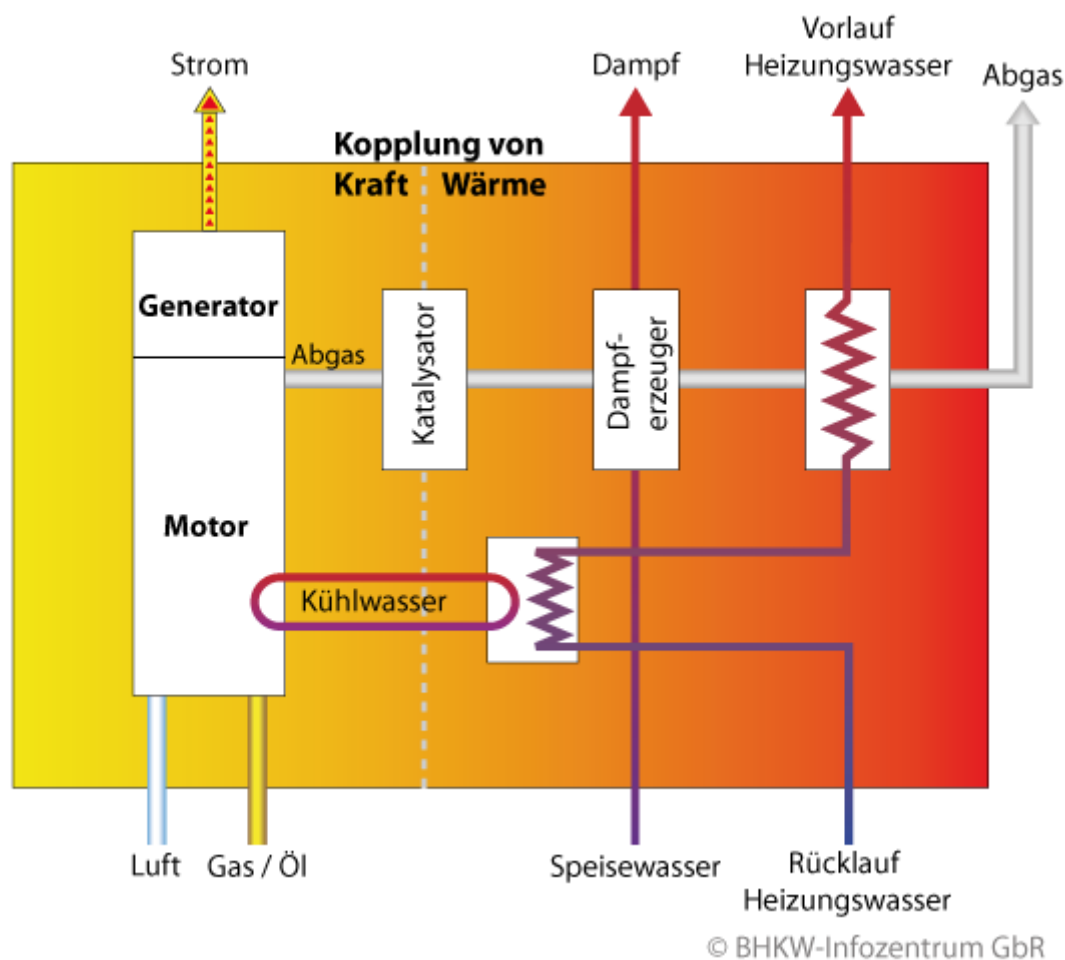 Strom
Dampf
Vorlauf
Heizungswasser
Abgas
Kopplung von
Kraft Wärme
Generator
Abgas
Katalysator
Dampf-
erzeuger
Motor
Kühlwasser
Luft
Gas / Öl
Speisewasser
Rücklauf
Heizungswasser
© BHKW-Infozentrum GbR